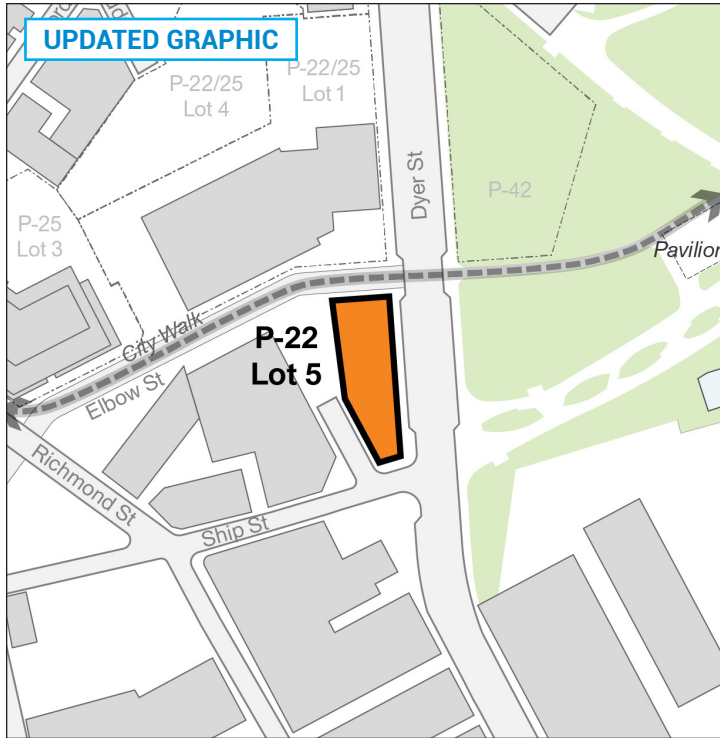 UPDATED GRAPHIC
P-22/25
Lot 4
P-22/25
Lot 1
Dyer St
P-42
P-25
Lot 3
Pavilion
City Walk
P-22
Lot 5
Elbow St
Richmond St
Ship St